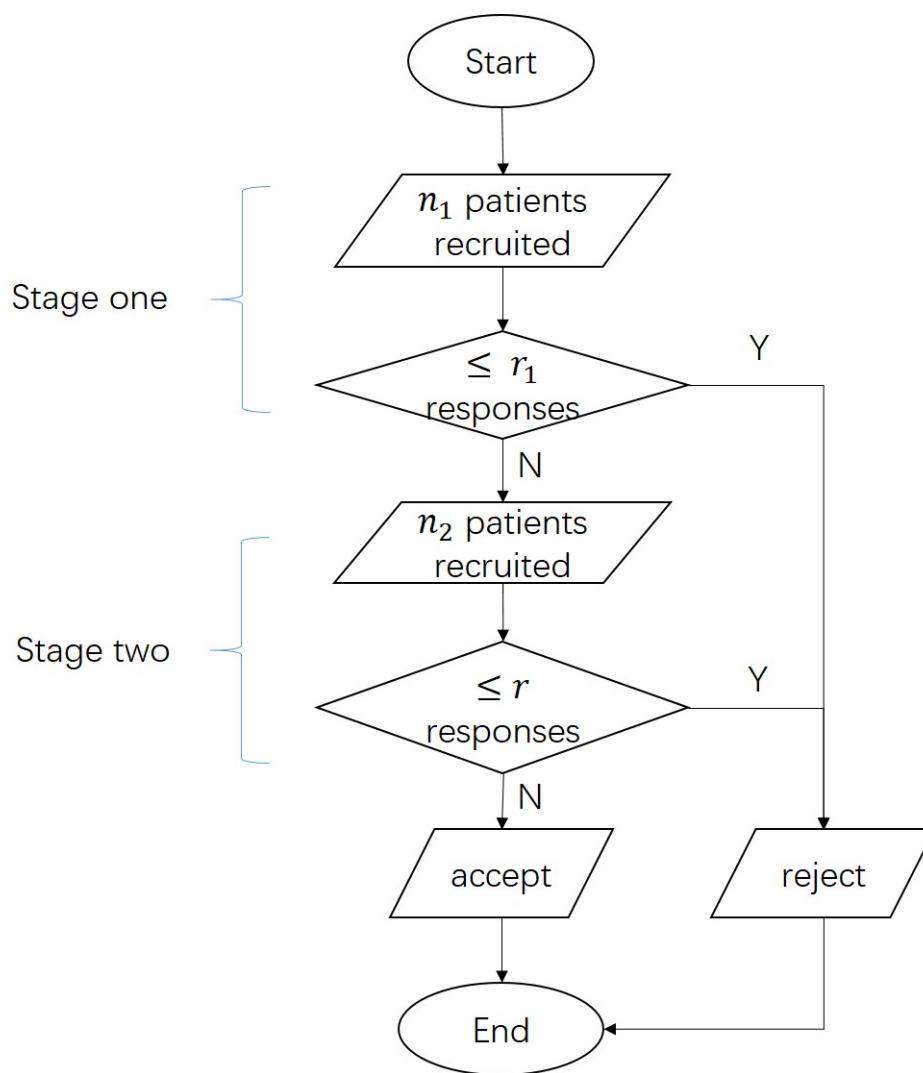 Start
n₁ patients
recruited
Stage one
≤ r₁
responses
Y
N
n₂ patients
recruited
Stage two
≤ r
responses
Y
N
accept
reject
End